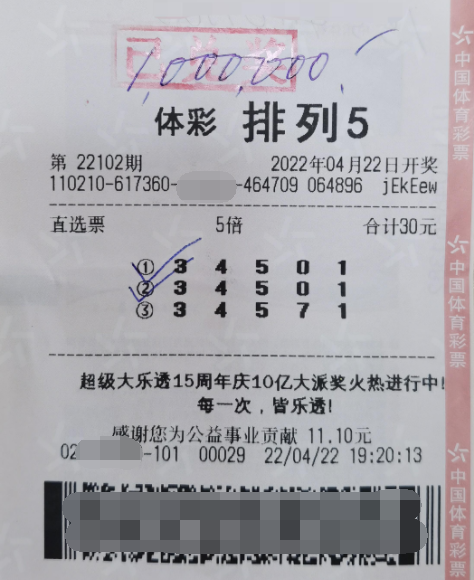 已兑奖
1,000,000.
体彩 排列5
第 22102期 2022年04月22日开奖
110210-617360- -464709 064896 jEkEew
直选票 5倍 合计30元
① 3 4 5 0 1
② 3 4 5 0 1
③ 3 4 5 7 1
超级大乐透15周年庆10亿大派奖火热进行中!
每一次，皆乐透!
感谢您为公益事业贡献 11.10元
02 -101 00029 22/04/22 19:20:13
中国体育彩票
中国体育彩票
中国体育彩票